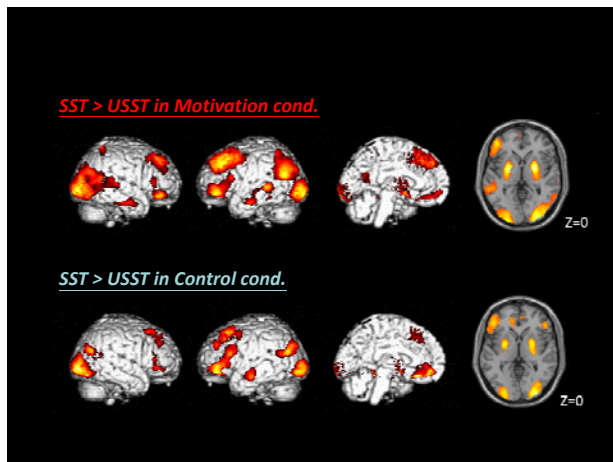 SST > USST in Motivation cond.
Z=0
SST > USST in Control cond.
Z=0